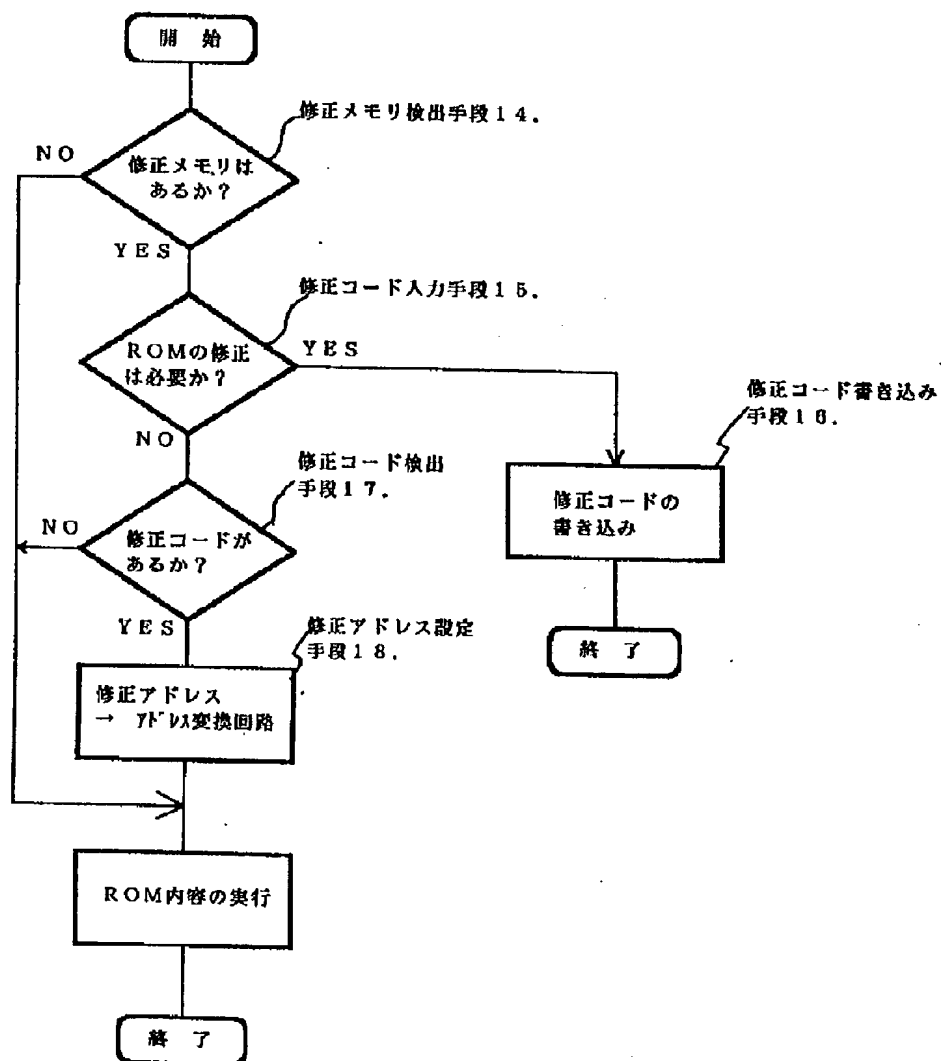 開 始
修正メモリ検出手段14.
NO
修正メモリは
あるか?
YES
修正コード入力手段15.
ROMの修正
は必要か?
YES
修正コード書き込み
手段16.
NO
修正コード検出
手段17.
修正コードの
書き込み
NO
修正コードが
あるか?
YES
修正アドレス設定
手段18.
終 了
修正アドレス
→ アドレス変換回路
ROM内容の実行
終 了